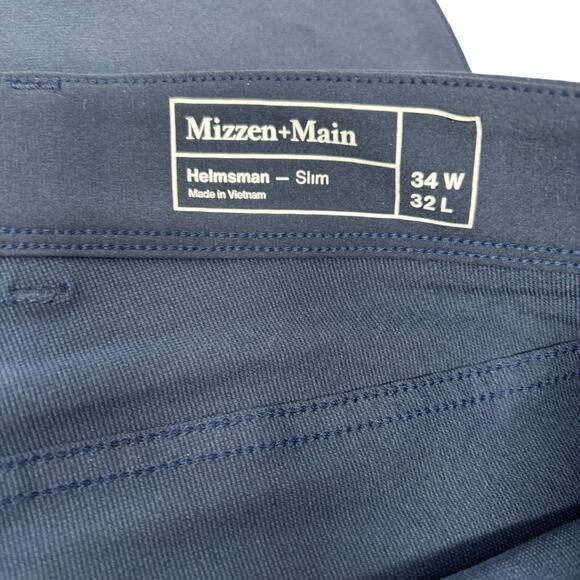 Mizzen+Main
Helmsman — Slim
Made in Vietnam
34 W
32 L